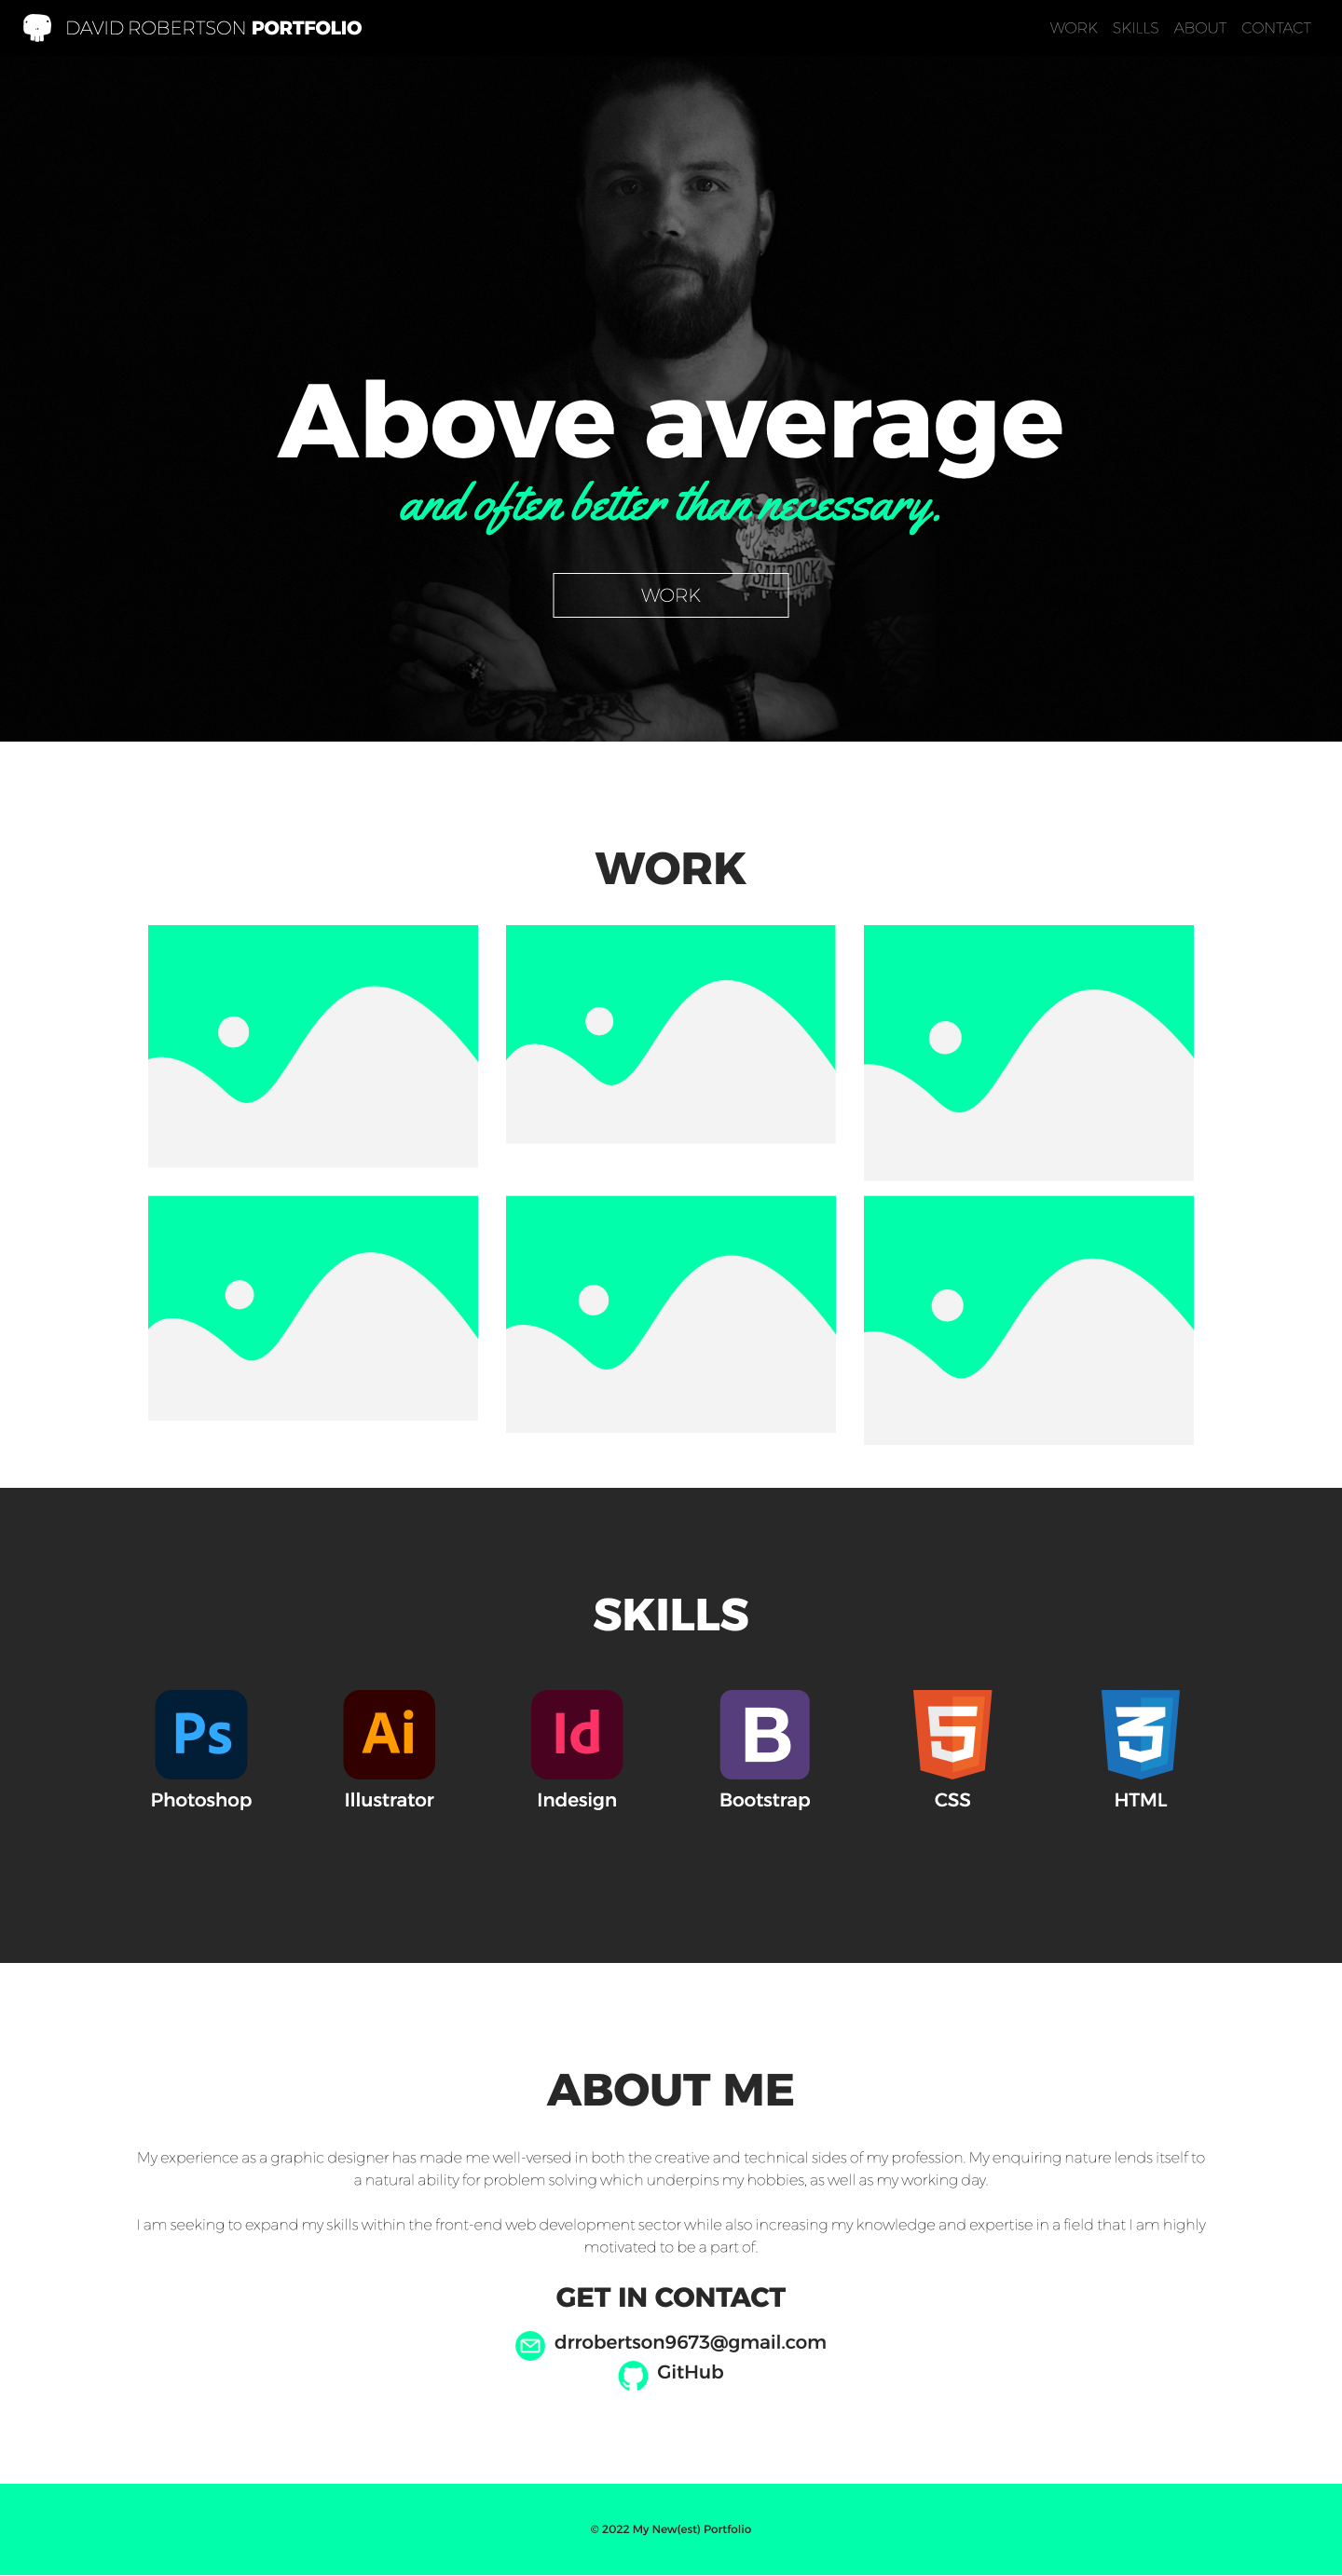 DAVID ROBERTSON PORTFOLIO
WORK SKILLS ABOUT CONTACT
Above average
and often better than necessary.
SALTROCK
WORK
WORK
SKILLS
Ps Ai Id B 5 3
Photoshop Illustrator Indesign Bootstrap CSS HTML
ABOUT ME
My experience as a graphic designer has made me well-versed in both the creative and technical sides of my profession. My enquiring nature lends itself to
a natural ability for problem solving which underpins my hobbies, as well as my working day.
I am seeking to expand my skills within the front-end web development sector while also increasing my knowledge and expertise in a field that I am highly
motivated to be a part of.
GET IN CONTACT
drrobertson9673@gmail.com
GitHub
© 2022 My New(est) Portfolio